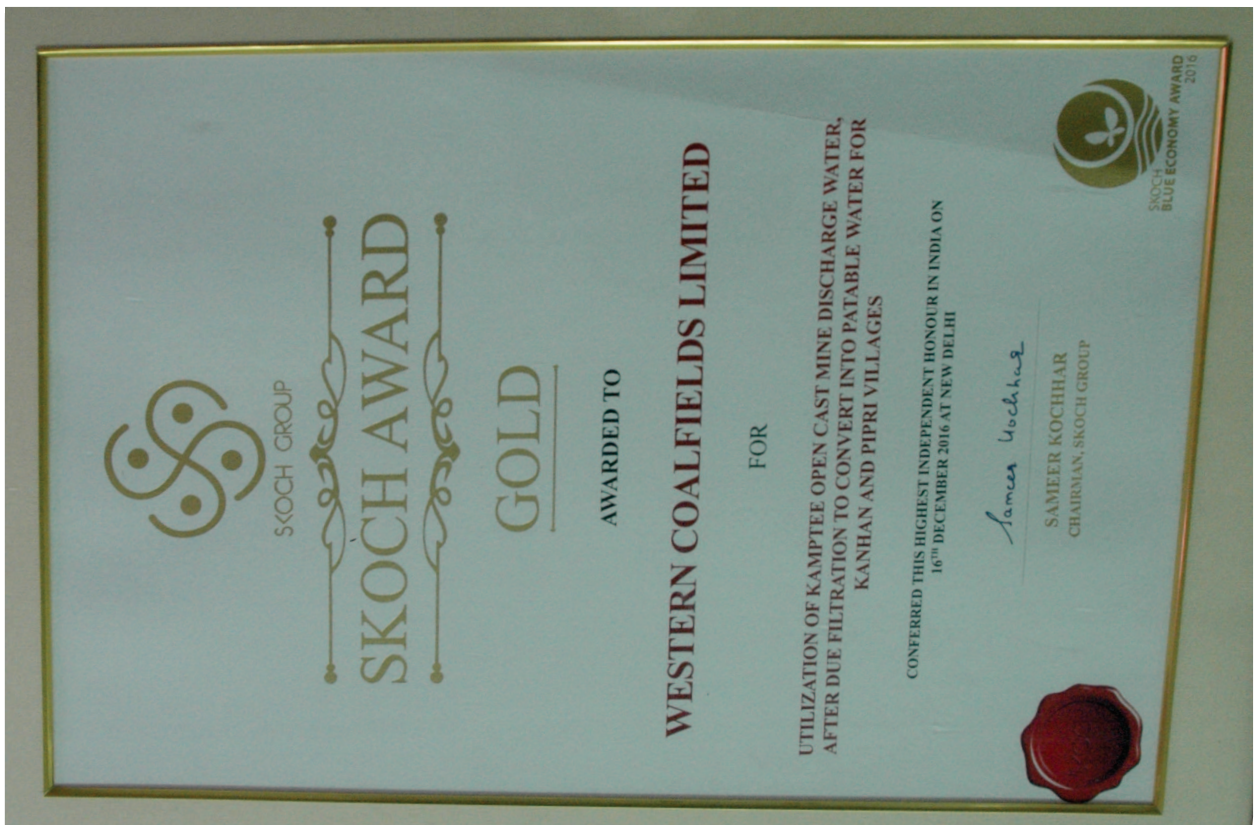 SKOCH GROUP
SKOCH AWARD
GOLD
AWARDED TO
WESTERN COALFIELDS LIMITED
FOR
UTILIZATION OF KAMPTEE OPEN CAST MINE DISCHARGE WATER,
AFTER DUE FILTRATION TO CONVERT INTO PATABLE WATER FOR
KANHAN AND PIPRI VILLAGES
CONFERRED THIS HIGHEST INDEPENDENT HONOUR IN INDIA ON
16TH DECEMBER 2016 AT NEW DELHI
Sameer Kochhar
SAMEER KOCHHAR
CHAIRMAN, SKOCH GROUP
SKOCH
BLUE ECONOMY AWARD
2016